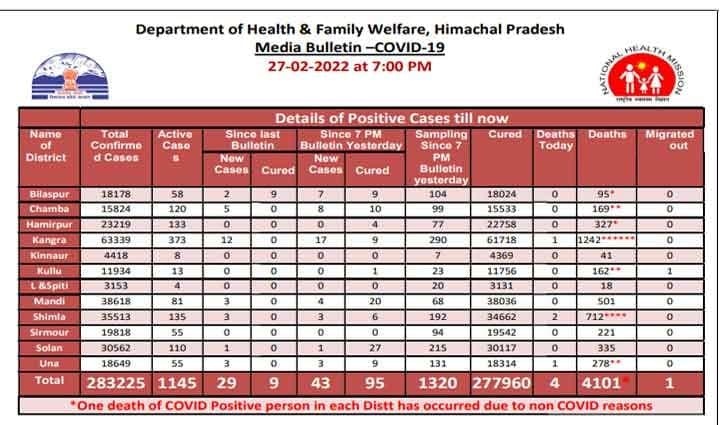 Department of Health & Family Welfare, Himachal Pradesh
Media Bulletin –COVID-19
27-02-2022 at 7:00 PM
NATIONAL HEALTH MISSION
राष्ट्रीय स्वास्थ्य मिशन
Details of Positive Cases till now
Name of District | Total Confirme d Cases | Active Case s | Since last Bulletin | Since 7 PM Bulletin Yesterday | Sampling Since 7 PM Bulletin yesterday | Cured | Deaths Today | Deaths | Migrated out
New Cases | Cured | New Cases | Cured
Bilaspur 18178 58 2 9 7 9 104 18024 0 95* 0
Chamba 15824 120 5 0 8 10 99 15533 0 169** 0
Hamirpur 23219 133 0 0 0 4 77 22758 0 327* 0
Kangra 63339 373 12 0 17 9 290 61718 1 1242****** 0
Kinnaur 4418 8 0 0 0 0 7 4369 0 41 0
Kullu 11934 13 0 0 0 1 23 11756 0 162** 1
L &Spiti 3153 4 0 0 0 0 20 3131 0 18 0
Mandi 38618 81 3 0 4 20 68 38036 0 501 0
Shimla 35513 135 3 0 3 6 192 34662 2 712**** 0
Sirmour 19818 55 0 0 0 0 94 19542 0 221 0
Solan 30562 110 1 0 1 27 215 30117 0 335 0
Una 18649 55 3 0 3 9 131 18314 1 278** 0
Total 283225 1145 29 9 43 95 1320 277960 4 4101* 1
*One death of COVID Positive person in each Distt has occurred due to non COVID reasons